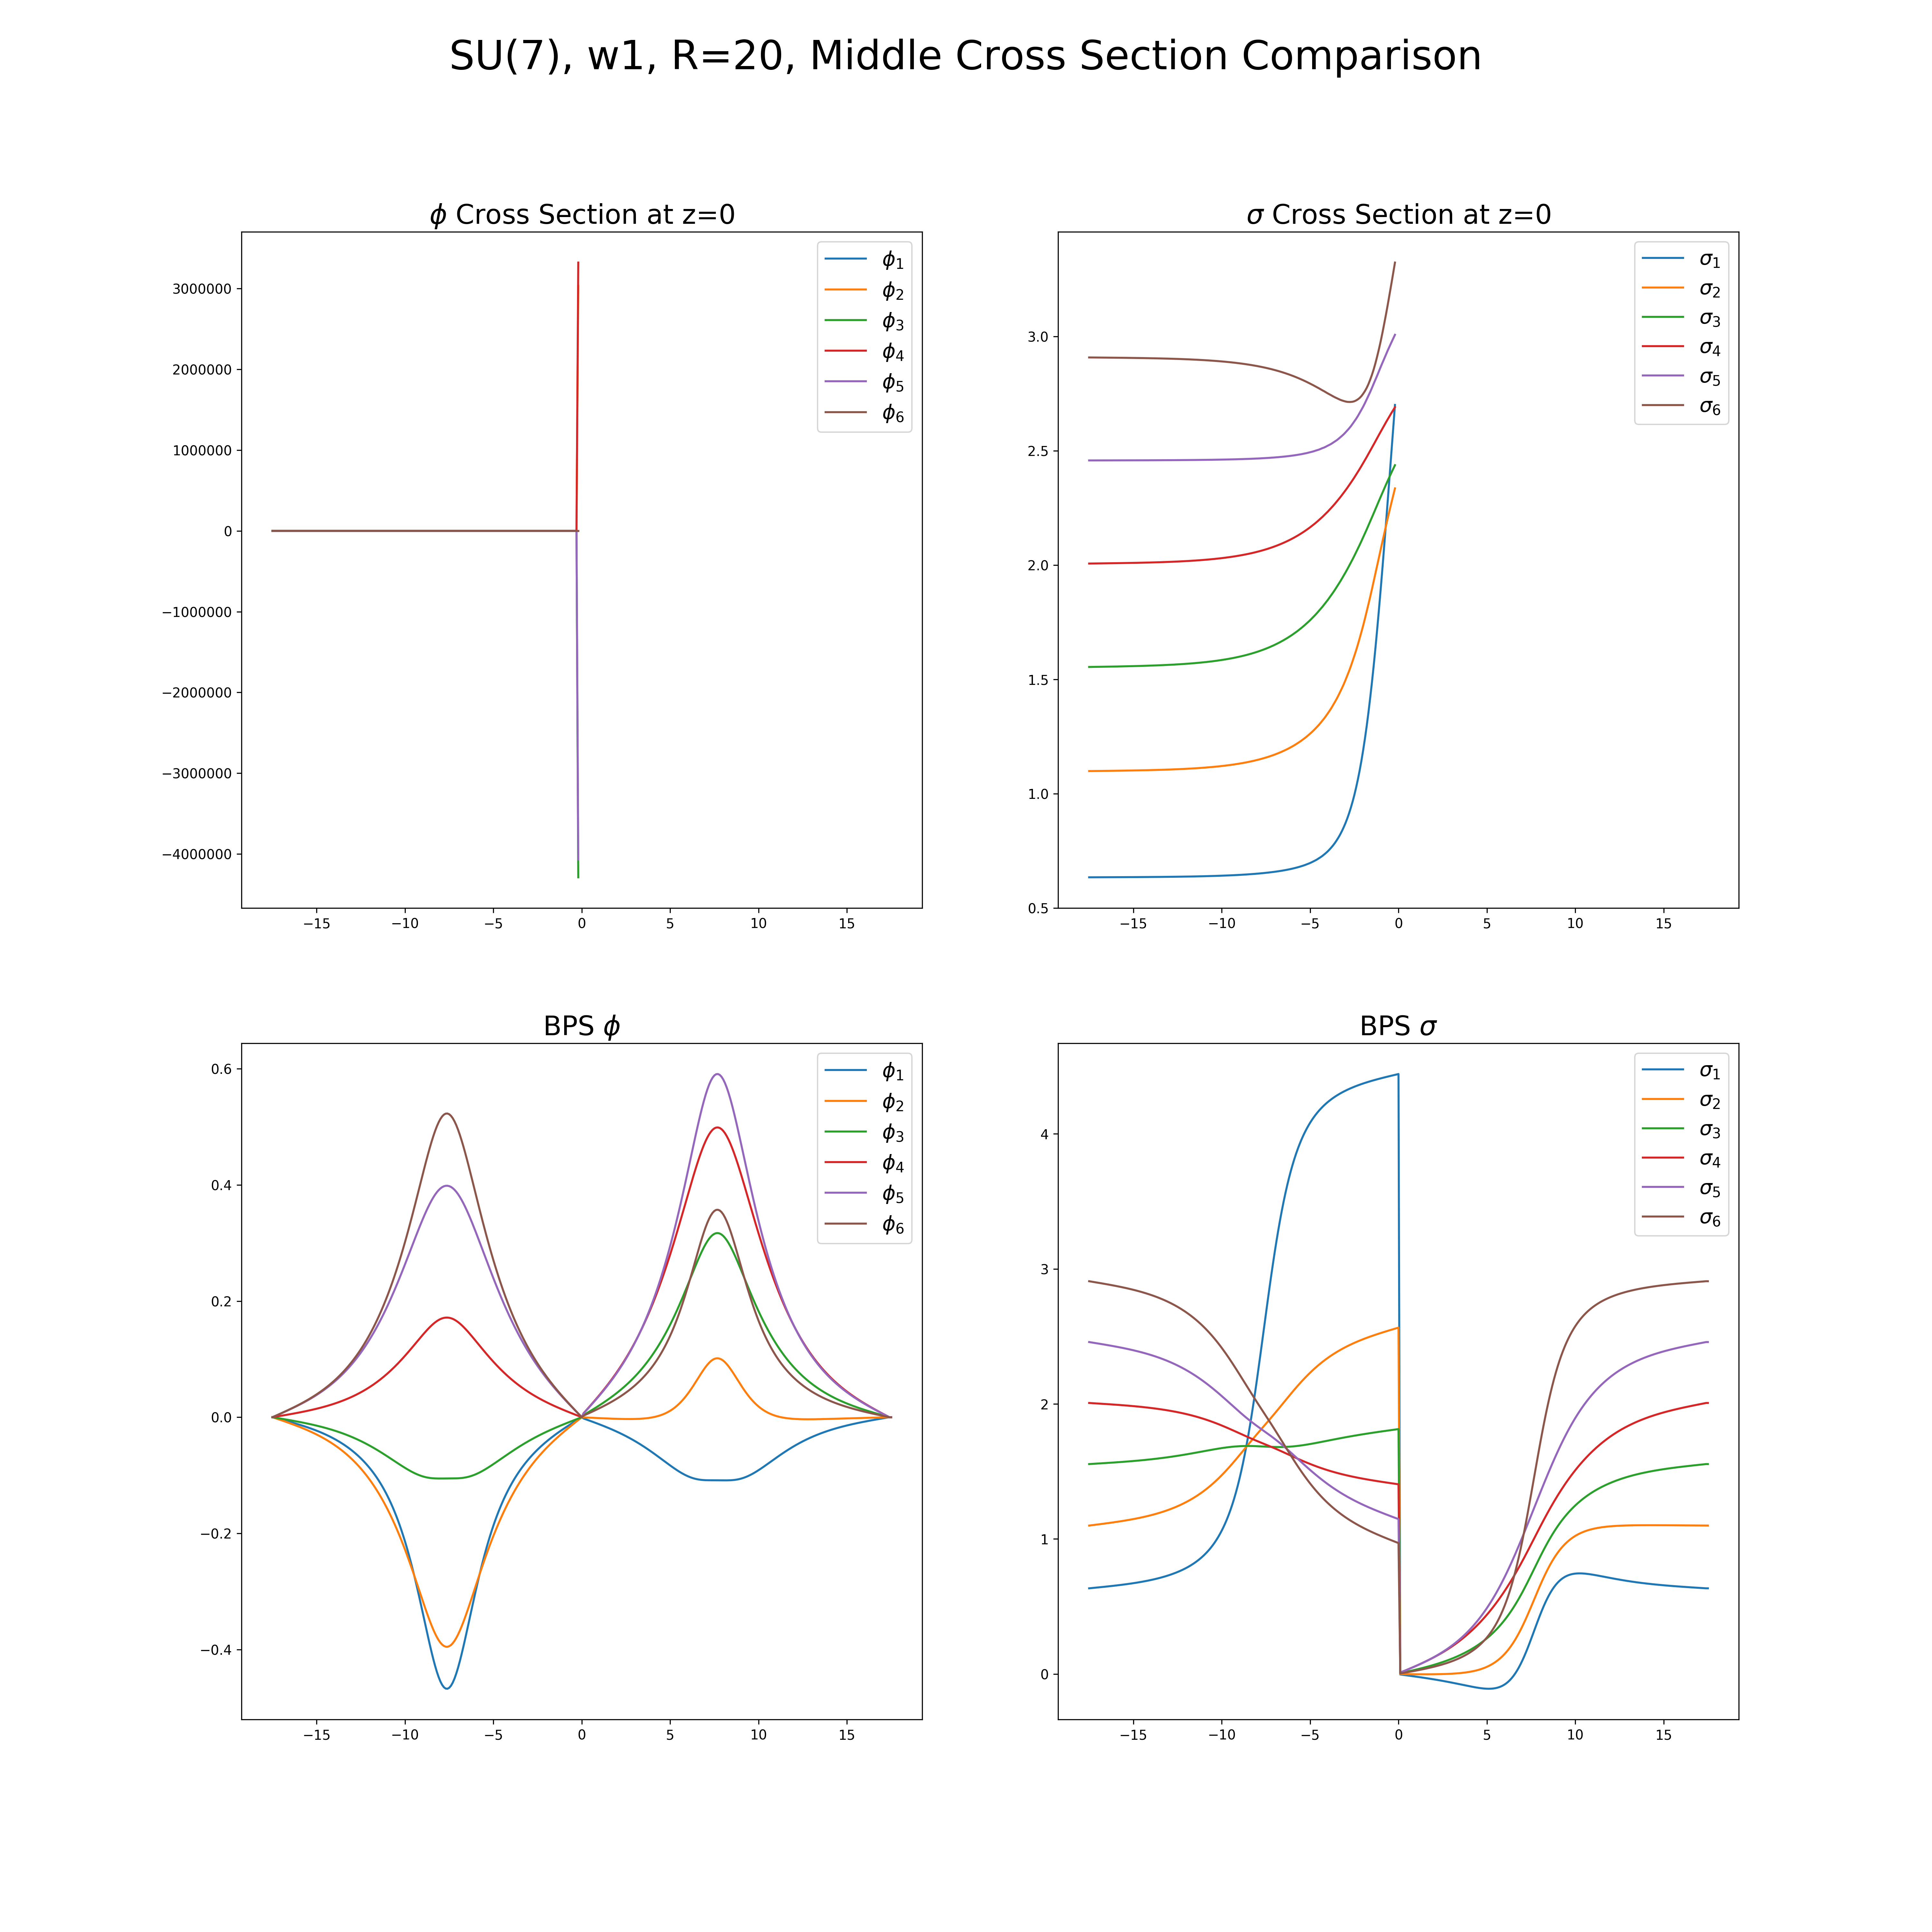 SU(7), w1, R=20, Middle Cross Section Comparison
ϕ Cross Section at z=0
3000000
2000000
1000000
0
−1000000
−2000000
−3000000
−4000000
−15 −10 −5 0 5 10 15
ϕ1
ϕ2
ϕ3
ϕ4
ϕ5
ϕ6
σ Cross Section at z=0
3.0
2.5
2.0
1.5
1.0
0.5
−15 −10 −5 0 5 10 15
σ1
σ2
σ3
σ4
σ5
σ6
BPS ϕ
0.6
0.4
0.2
0.0
−0.2
−0.4
−15 −10 −5 0 5 10 15
ϕ1
ϕ2
ϕ3
ϕ4
ϕ5
ϕ6
BPS σ
4
3
2
1
0
−15 −10 −5 0 5 10 15
σ1
σ2
σ3
σ4
σ5
σ6